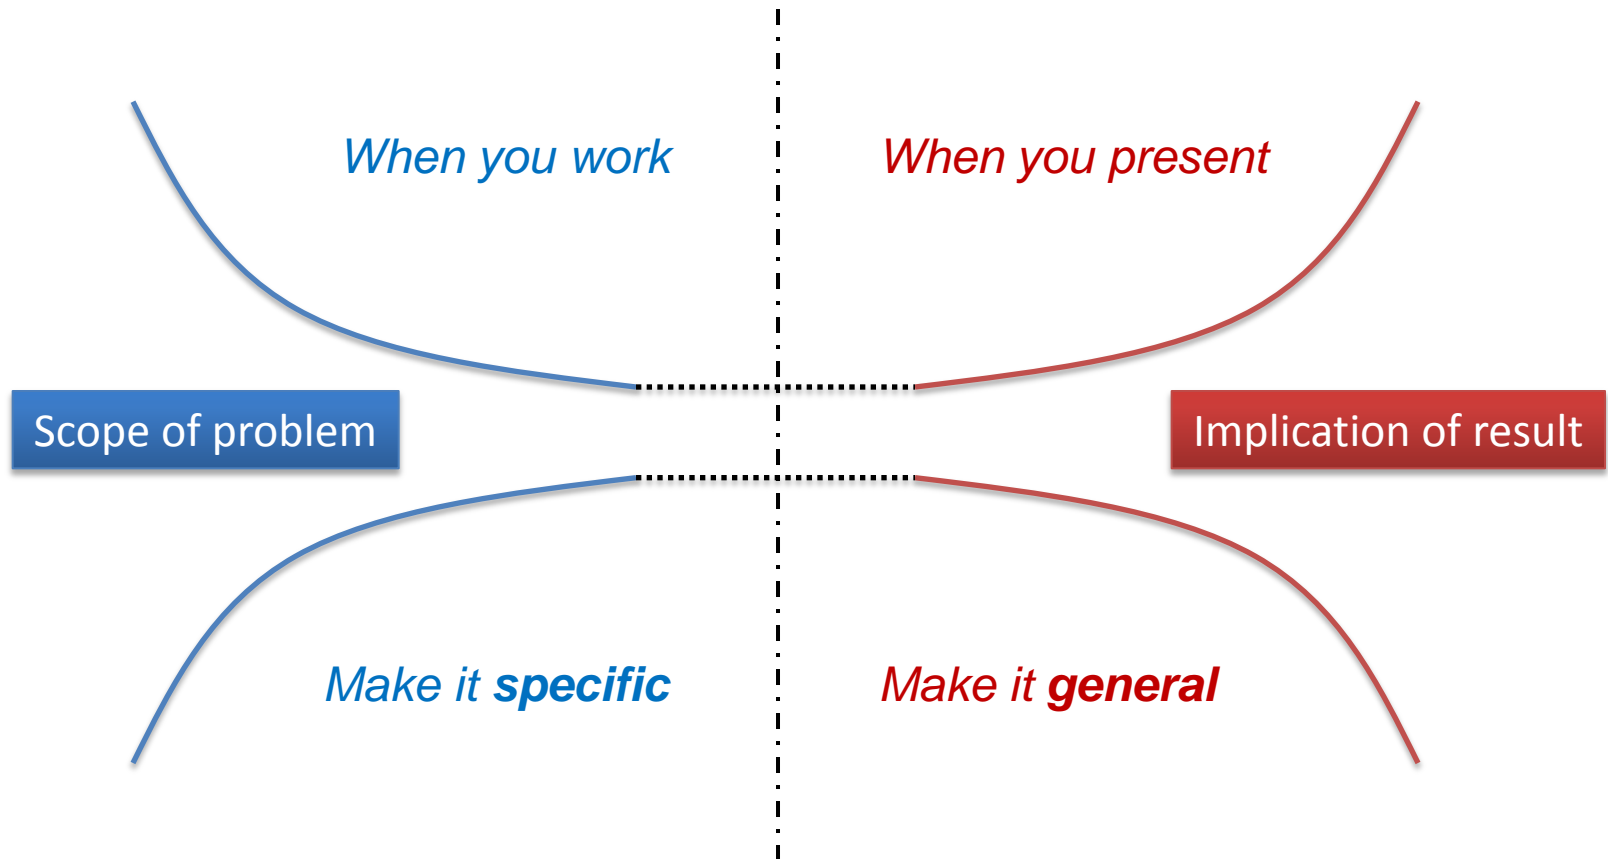 When you work
When you present
Scope of problem
Implication of result
Make it specific
Make it general